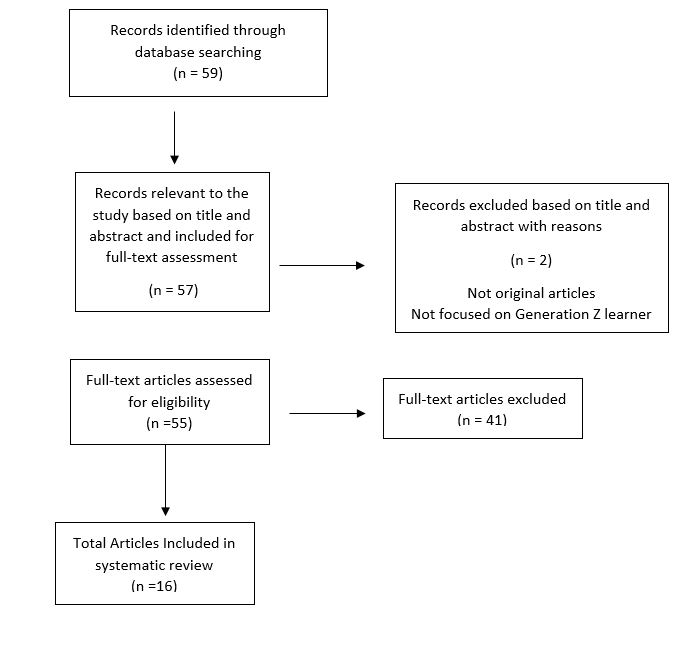 Records identified through
database searching
(n = 59)
Records relevant to the
study based on title and
abstract and included for
full-text assessment
(n = 57)
Records excluded based on title and
abstract with reasons
(n = 2)
Not original articles
Not focused on Generation Z learner
Full-text articles assessed
for eligibility
(n =55)
Full-text articles excluded
(n = 41)
Total Articles Included in
systematic review
(n =16)